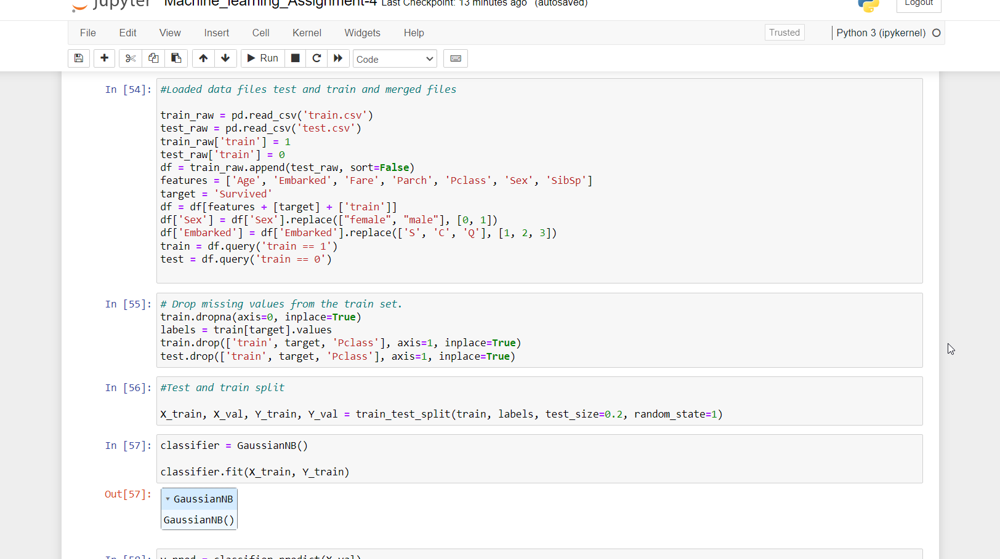 jupyter Machine_learning_Assignment-4 Last Checkpoint: 13 minutes ago (autosaved) Logout
File Edit View Insert Cell Kernel Widgets Help Trusted Python 3 (ipykernel)
Run Code
In [54]: #Loaded data files test and train and merged files
train_raw = pd.read_csv('train.csv')
test_raw = pd.read_csv('test.csv')
train_raw['train'] = 1
test_raw['train'] = 0
df = train_raw.append(test_raw, sort=False)
features = ['Age', 'Embarked', 'Fare', 'Parch', 'Pclass', 'Sex', 'SibSp']
target = 'Survived'
df = df[features + [target] + ['train']]
df['Sex'] = df['Sex'].replace(["female", "male"], [0, 1])
df['Embarked'] = df['Embarked'].replace(['S', 'C', 'Q'], [1, 2, 3])
train = df.query('train == 1')
test = df.query('train == 0')
In [55]: # Drop missing values from the train set.
train.dropna(axis=0, inplace=True)
labels = train[target].values
train.drop(['train', target, 'Pclass'], axis=1, inplace=True)
test.drop(['train', target, 'Pclass'], axis=1, inplace=True)
In [56]: #Test and train split
X_train, X_val, Y_train, Y_val = train_test_split(train, labels, test_size=0.2, random_state=1)
In [57]: classifier = GaussianNB()
classifier.fit(X_train, Y_train)
Out[57]: GaussianNB
GaussianNB()
In [58]: y_pred = classifier.predict(X_val)